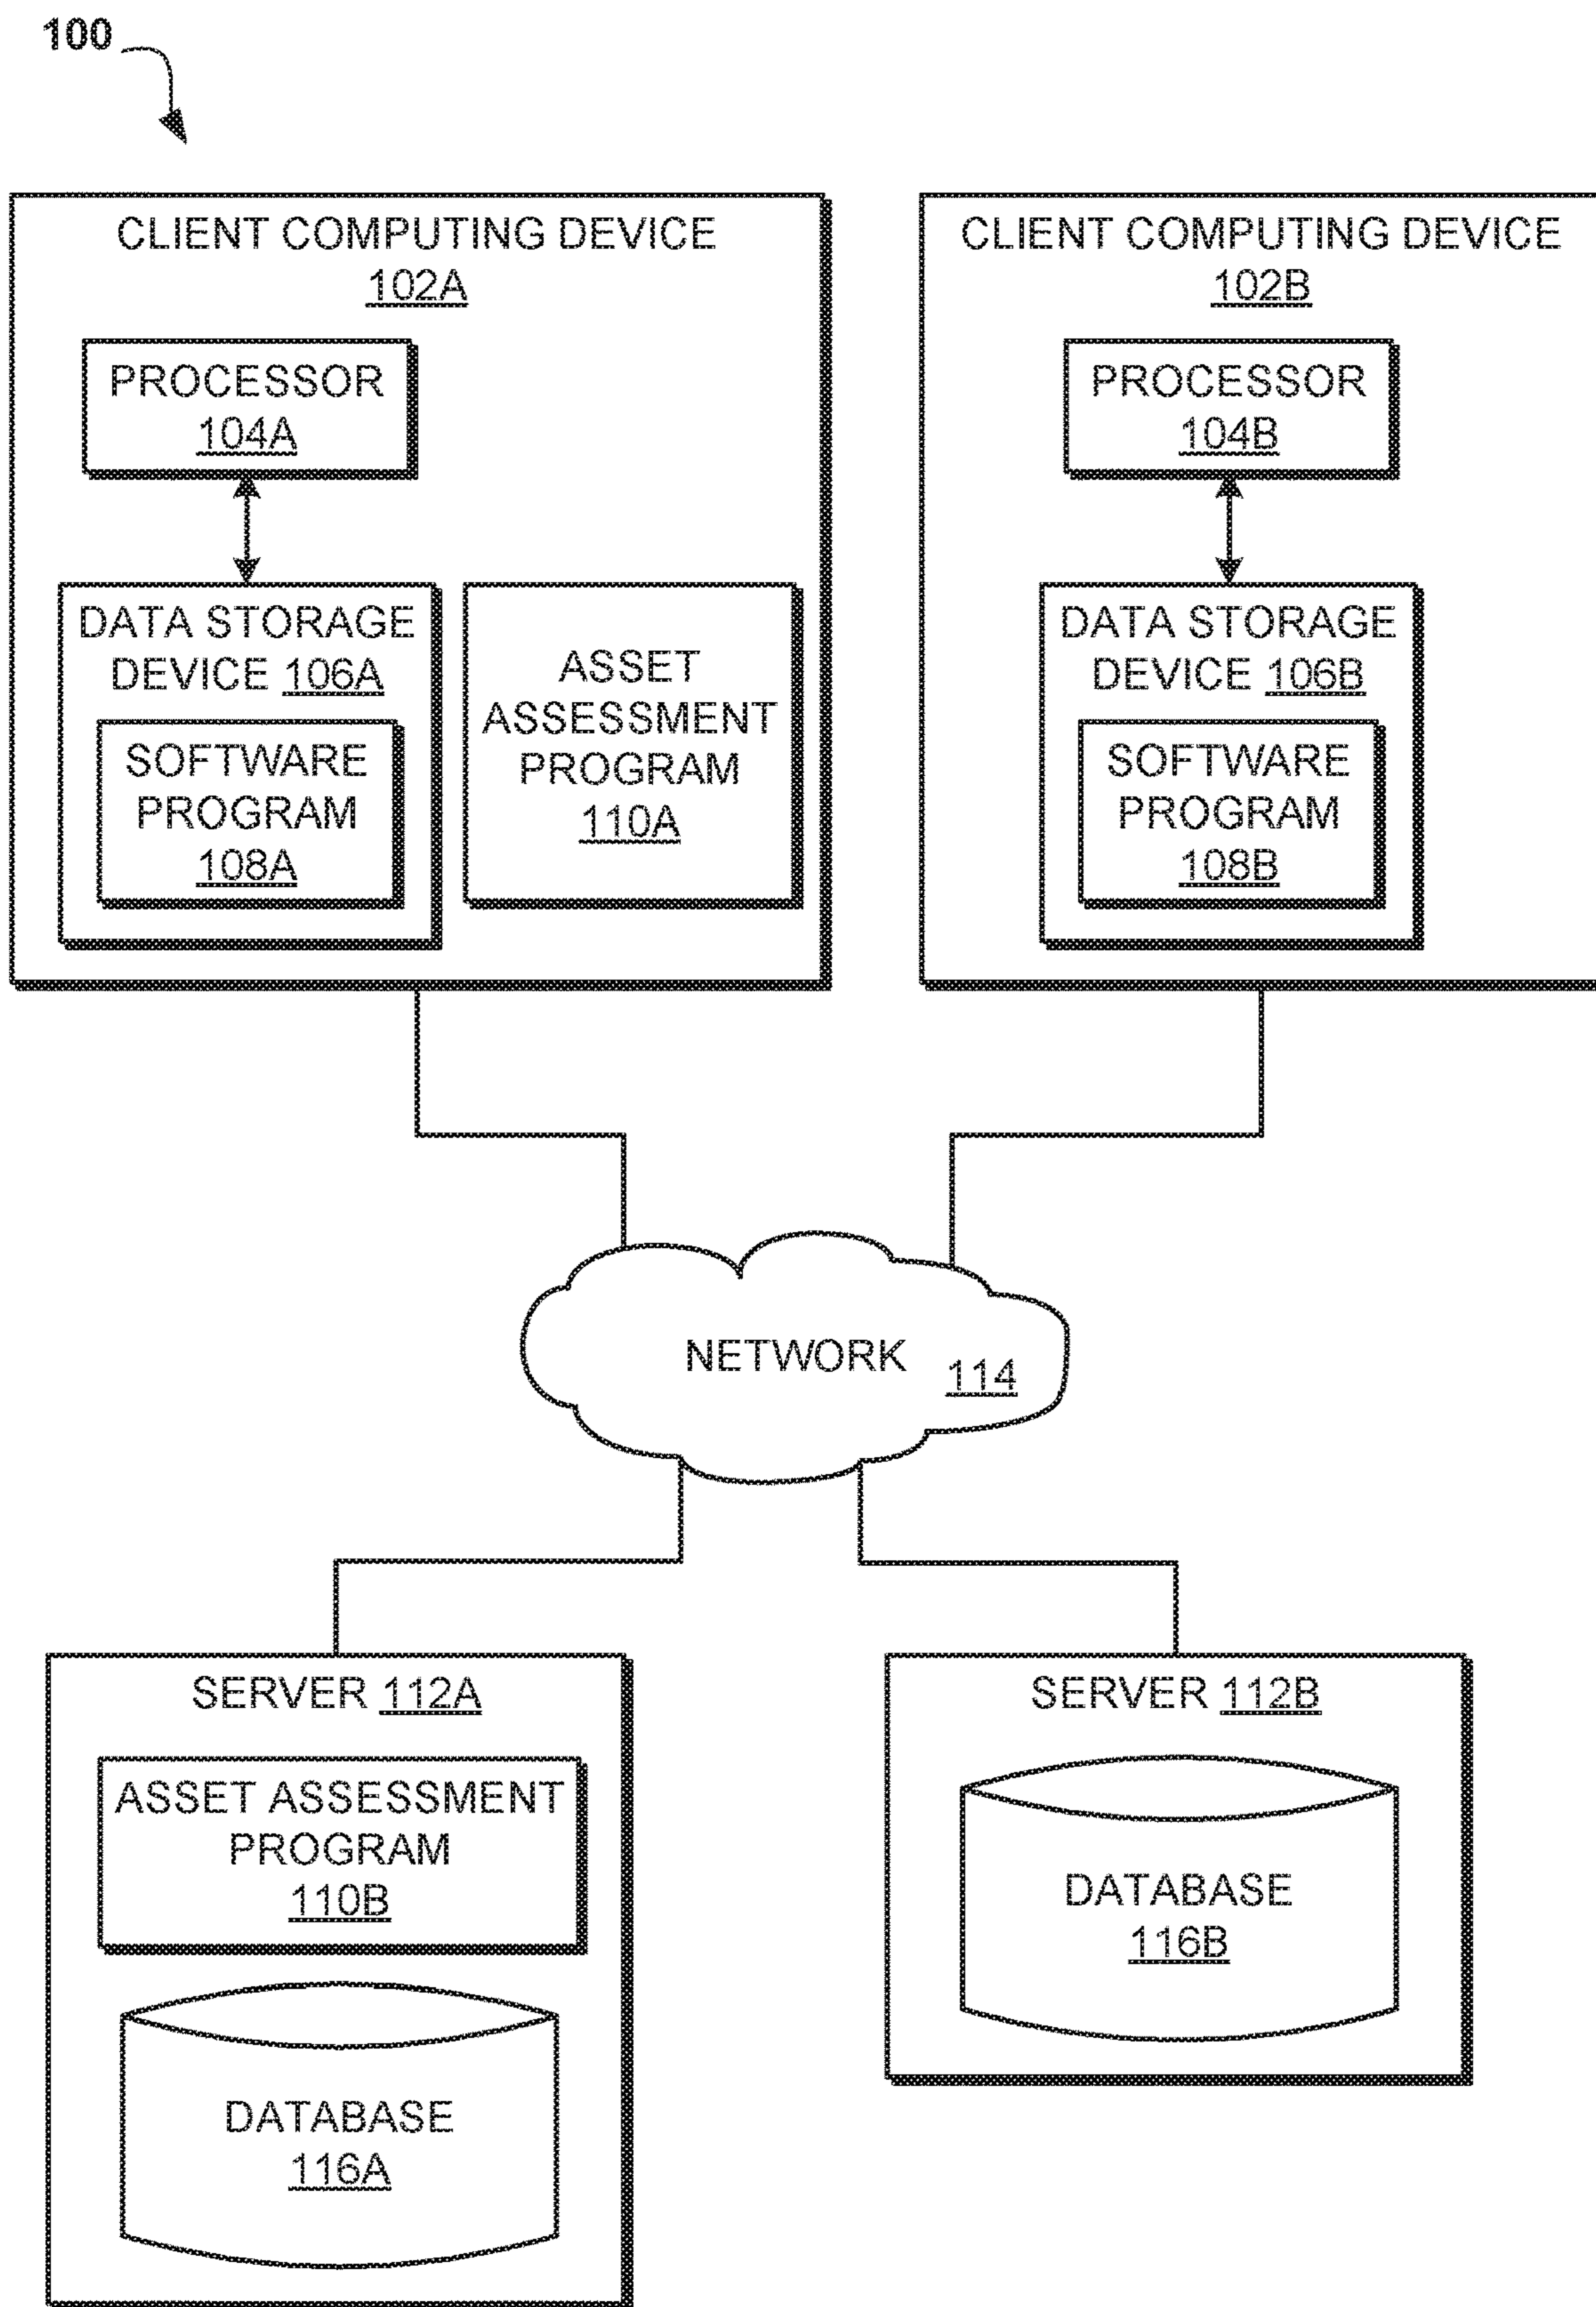 100
CLIENT COMPUTING DEVICE
102A
PROCESSOR
104A
DATA STORAGE
DEVICE 106A
SOFTWARE
PROGRAM
108A
ASSET
ASSESSMENT
PROGRAM
110A
CLIENT COMPUTING DEVICE
102B
PROCESSOR
104B
DATA STORAGE
DEVICE 106B
SOFTWARE
PROGRAM
108B
NETWORK 114
SERVER 112A
ASSET ASSESSMENT
PROGRAM
110B
DATABASE
116A
SERVER 112B
DATABASE
116B